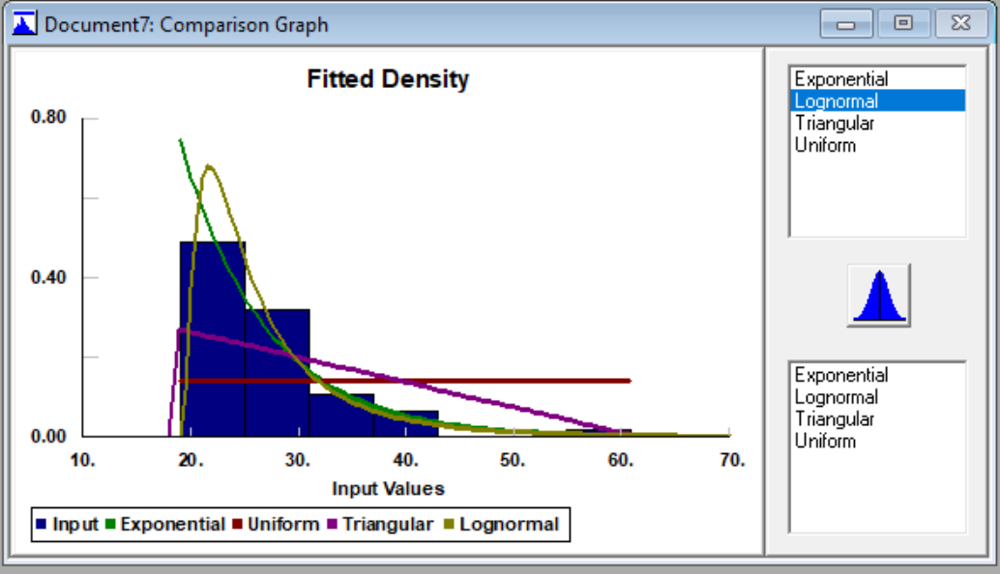 Document7: Comparison Graph
Fitted Density
0.80
0.40
0.00
10. 20. 30. 40. 50. 60. 70.
Input Values
Input Exponential Uniform Triangular Lognormal
Exponential
Lognormal
Triangular
Uniform
Exponential
Lognormal
Triangular
Uniform